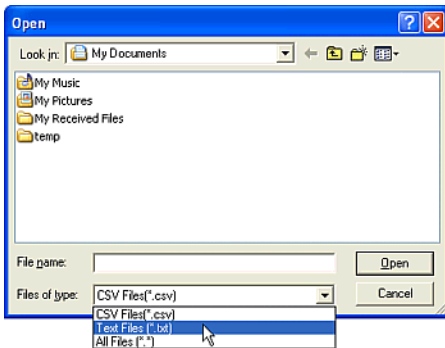 Open
Look in: My Documents
My Music
My Pictures
My Received Files
temp
File name: Open
Files of type: CSV Files(*.csv) Cancel
CSV Files(*.csv)
Text Files (*.txt)
All Files (*.*)